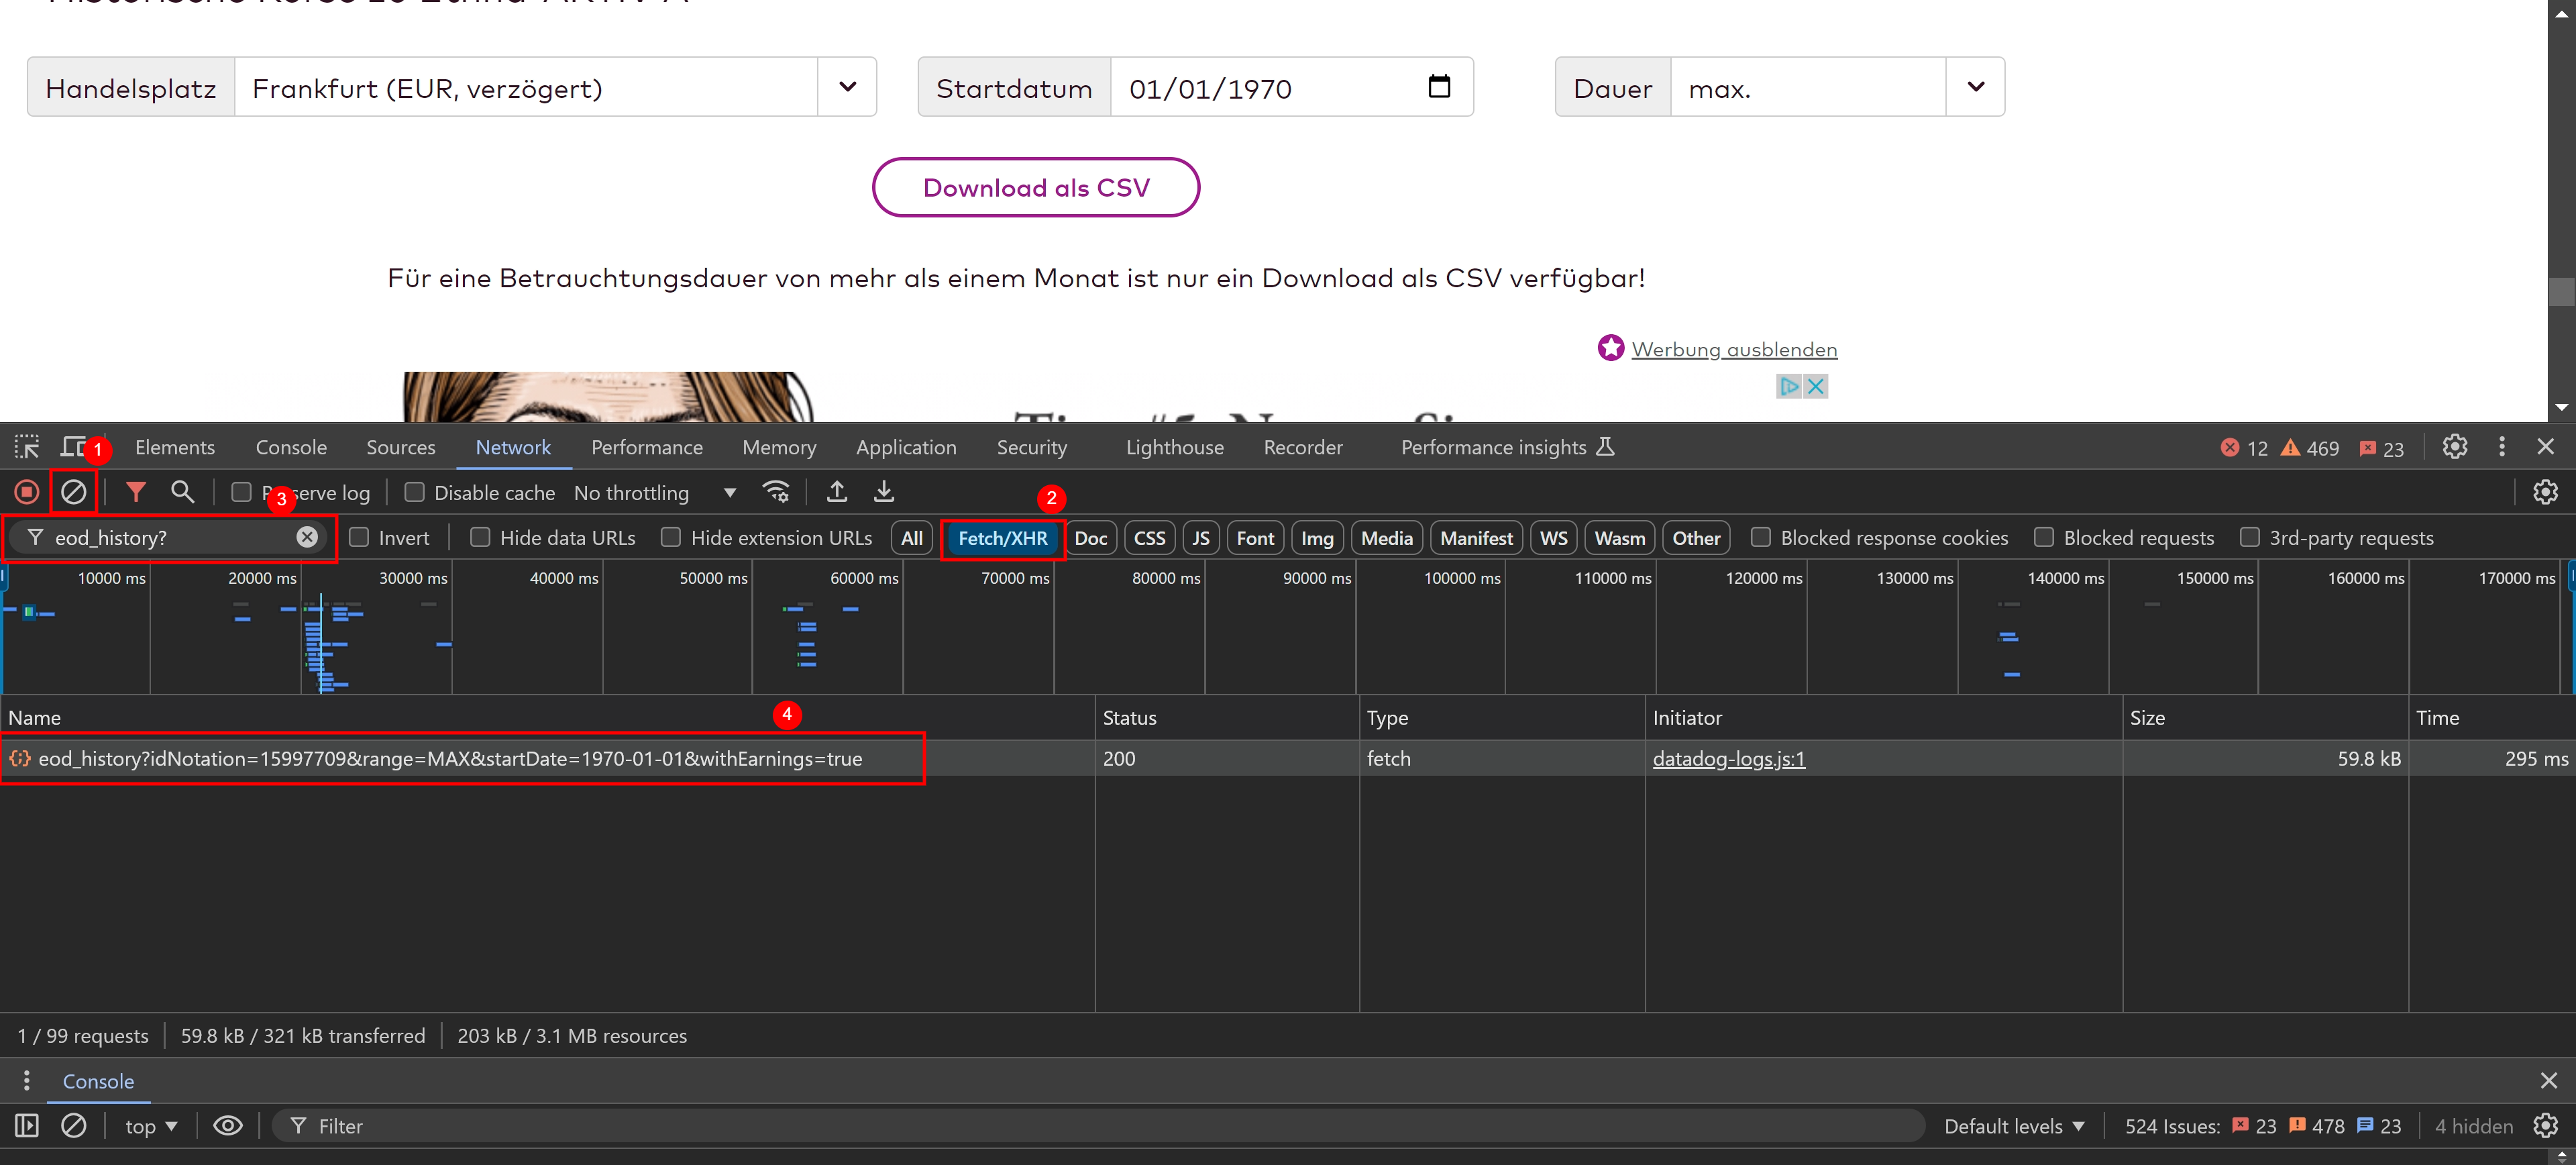 Handelsplatz Frankfurt (EUR, verzögert) Startdatum 01/01/1970 Dauer max.
Download als CSV
Für eine Betrauchtungsdauer von mehr als einem Monat ist nur ein Download als CSV verfügbar!
Werbung ausblenden
1 Elements Console Sources Network Performance Memory Application Security Lighthouse Recorder Performance insights 12 469 23
log Disable cache No throttling
3 2
eod_history? Invert Hide data URLs Hide extension URLs All Fetch/XHR Doc CSS JS Font Img Media Manifest WS Wasm Other Blocked response cookies Blocked requests 3rd-party requests
10000 ms 20000 ms 30000 ms 40000 ms 50000 ms 60000 ms 70000 ms 80000 ms 90000 ms 100000 ms 110000 ms 120000 ms 130000 ms 140000 ms 150000 ms 160000 ms 170000 ms
Name 4 Status Type Initiator Size Time
eod_history?idNotation=15997709&range=MAX&startDate=1970-01-01&withEarnings=true 200 fetch datadog-logs.js:1 59.8 kB 295 ms
1 / 99 requests 59.8 kB / 321 kB transferred 203 kB / 3.1 MB resources
Console
top Filter Default levels 524 Issues: 23 478 23 4 hidden